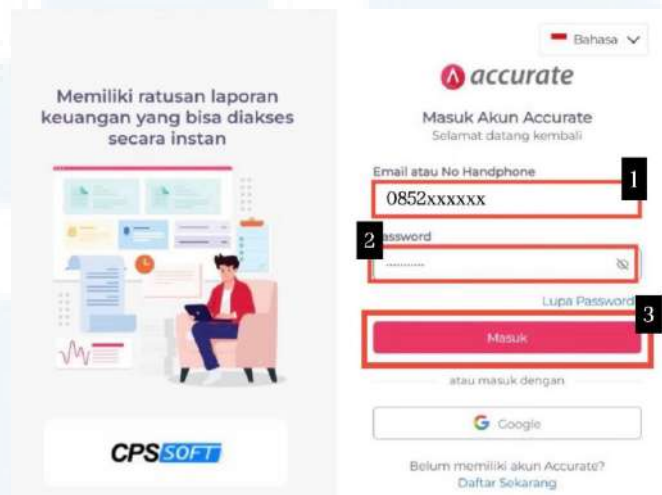 Memiliki ratusan laporan
keuangan yang bisa diakses
secara instan
CPSSOFT
Bahasa
accurate
Masuk Akun Accurate
Selamat datang kembali
Email atau No Handphone
1
0852xxxxxx
2
assword
Lupa Password
3
Masuk
atau masuk dengan
Google
Belum memiliki akun Accurate?
Daftar Sekarang